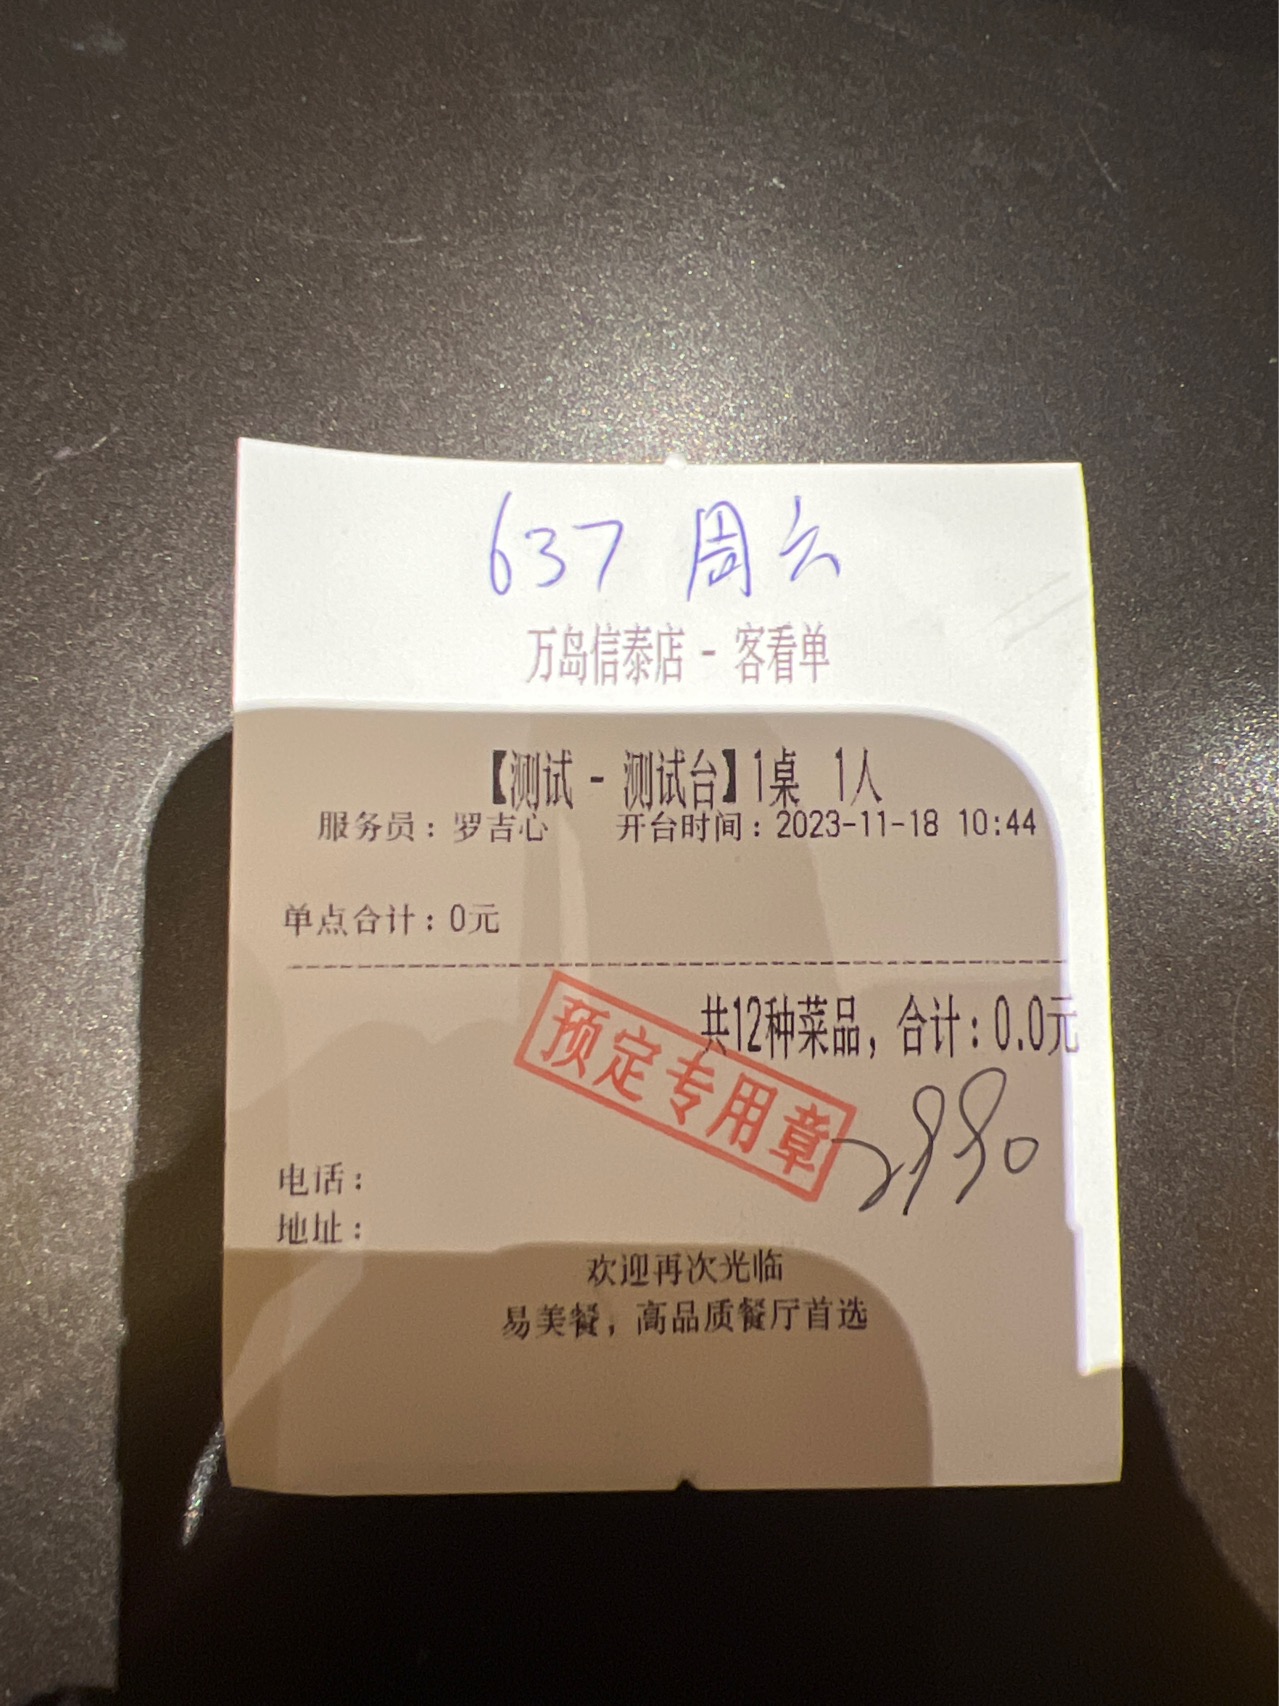 637 周六
万岛信泰店 - 客看单
【测试 - 测试台】1桌 1人
服务员：罗吉心 开台时间：2023-11-18 10:44
单点合计：0元
共12种菜品，合计：0.0元
预定专用章
2990
电话：
地址：
欢迎再次光临
易美餐，高品质餐厅首选